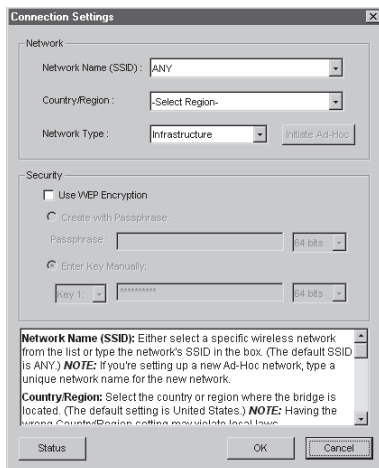 Connection Settings
Network
Network Name (SSID) : ANY
Country/Region : -Select Region-
Network Type : Infrastructure Initiate Ad-Hoc
Security
Use WEP Encryption
Create with Passphrase:
Passphrase : 64 bits
Enter Key Manually:
Key 1: ********** 64 bits
Network Name (SSID): Either select a specific wireless network
from the list or type the network's SSID in the box. (The default SSID
is ANY.) NOTE: If you're setting up a new Ad-Hoc network, type a
unique network name for the new network.
Country/Region: Select the country or region where the bridge is
located. (The default setting is United States.) NOTE: Having the
wrong Country/Region setting may violate local laws.
Status OK Cancel